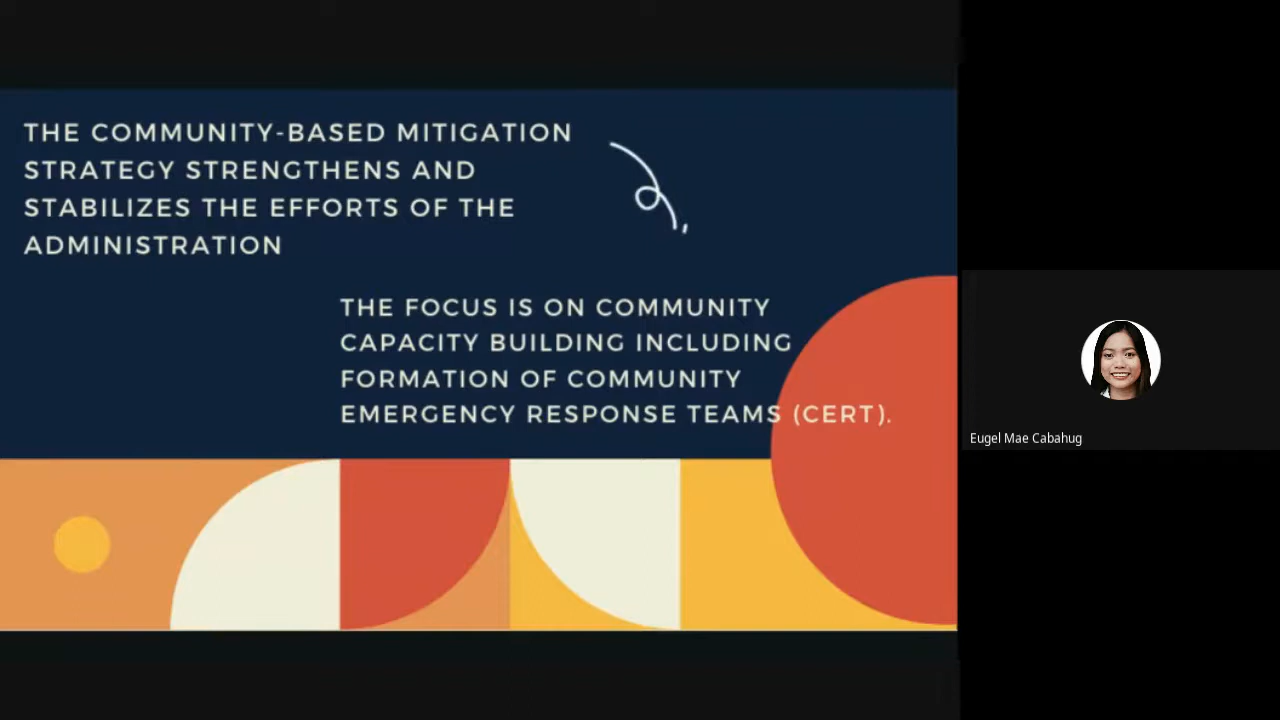 THE COMMUNITY-BASED MITIGATION
STRATEGY STRENGTHENS AND
STABILIZES THE EFFORTS OF THE
ADMINISTRATION
THE FOCUS IS ON COMMUNITY
CAPACITY BUILDING INCLUDING
FORMATION OF COMMUNITY
EMERGENCY RESPONSE TEAMS (CERT).
Eugel Mae Cabahug